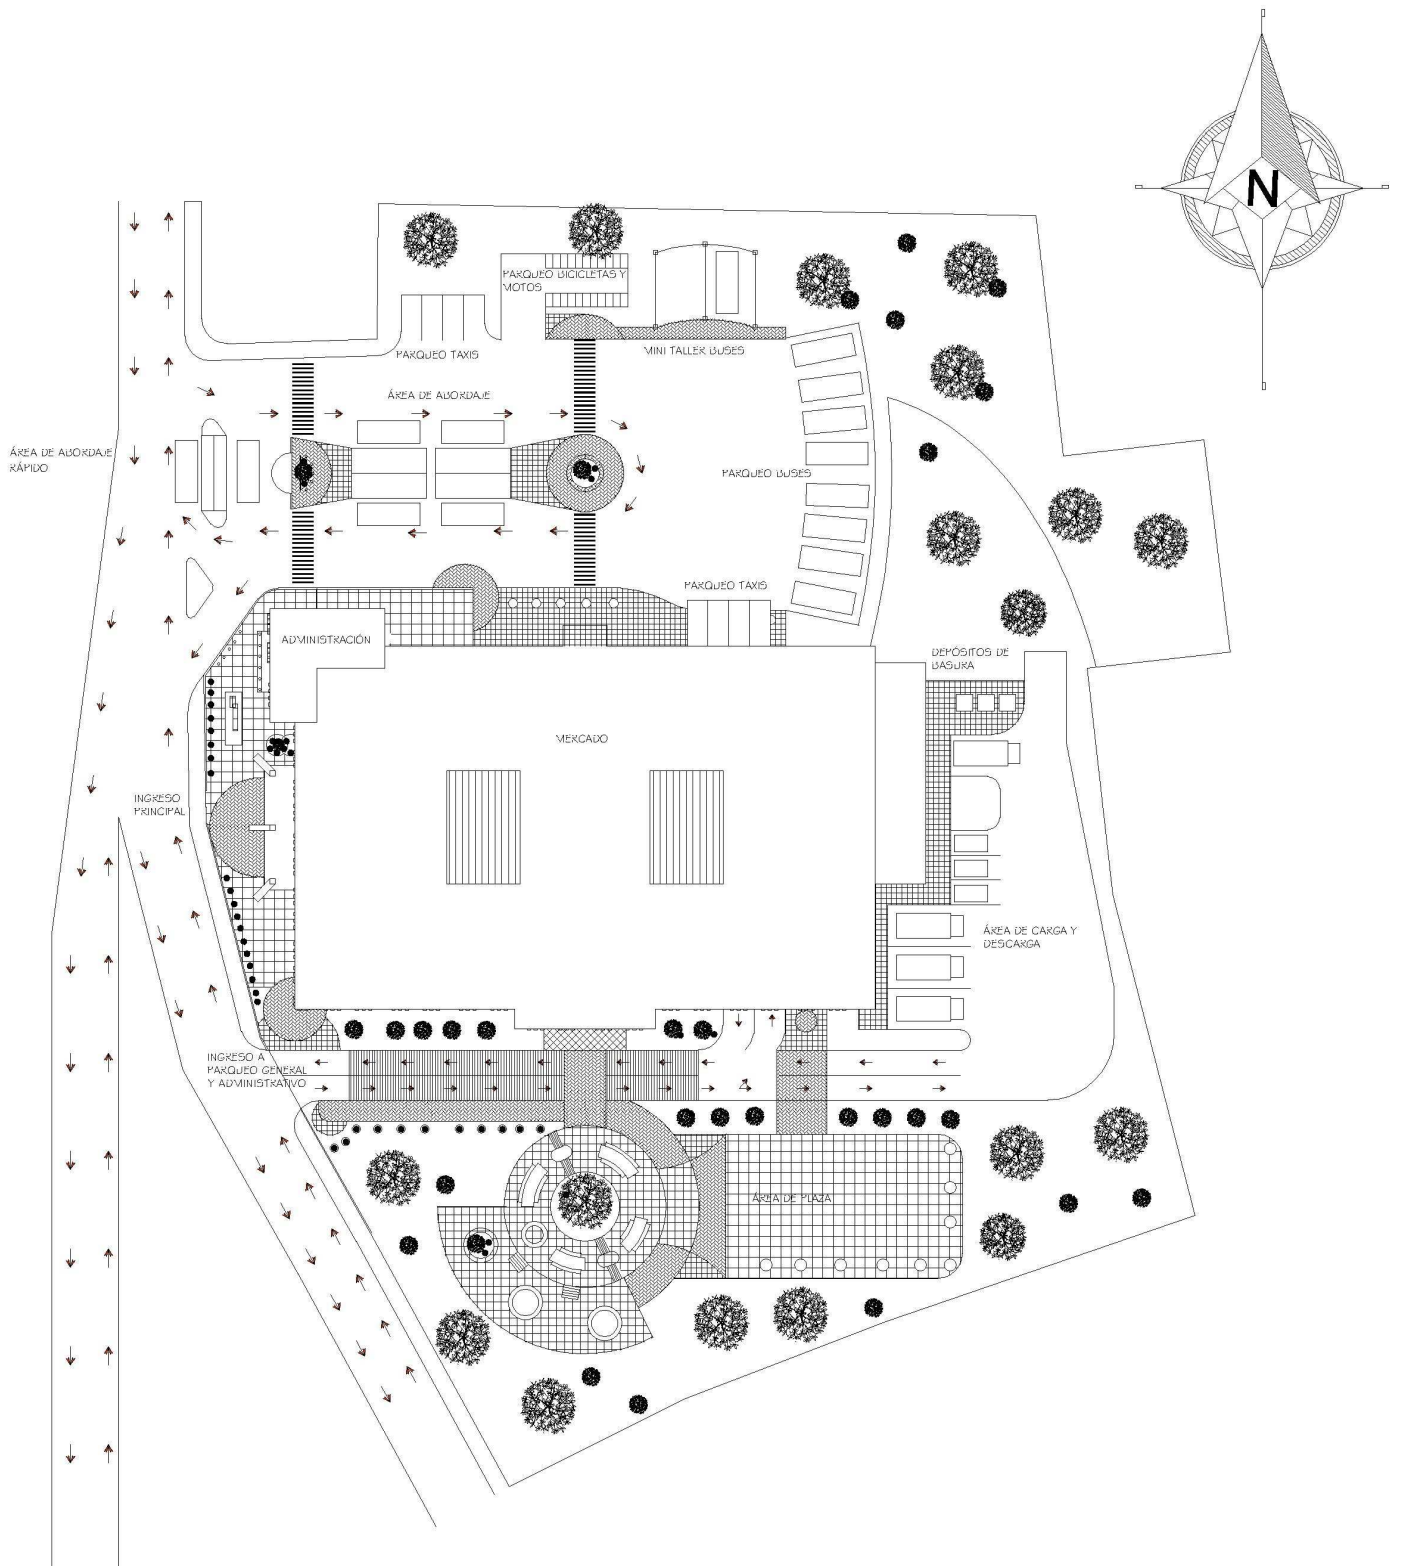 N
PARQUEO BICICLETAS Y
MOTOS
PARQUEO TAXIS
MINI TALLER BUSES
ÁREA DE ABORDAJE
ÁREA DE ABORDAJE
RÁPIDO
PARQUEO BUSES
PARQUEO TAXIS
ADMINISTRACIÓN
DEPÓSITOS DE
BASURA
MERCADO
INGRESO
PRINCIPAL
ÁREA DE CARGA Y
DESCARGA
INGRESO A
PARQUEO GENERAL
Y ADMINISTRATIVO
ÁREA DE PLAZA